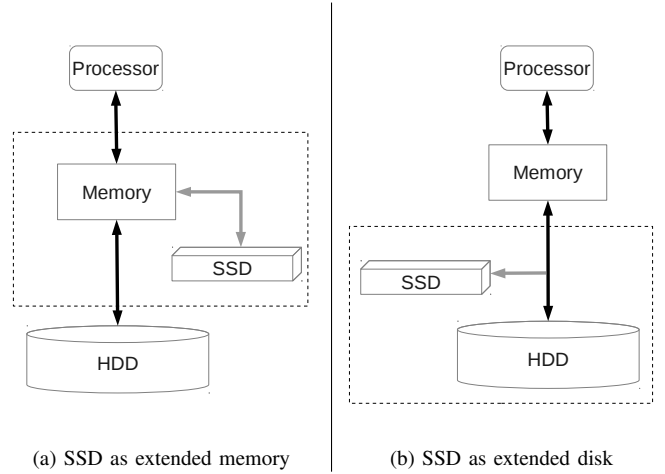 Processor
Memory
SSD
HDD
(a) SSD as extended memory
Processor
Memory
SSD
HDD
(b) SSD as extended disk